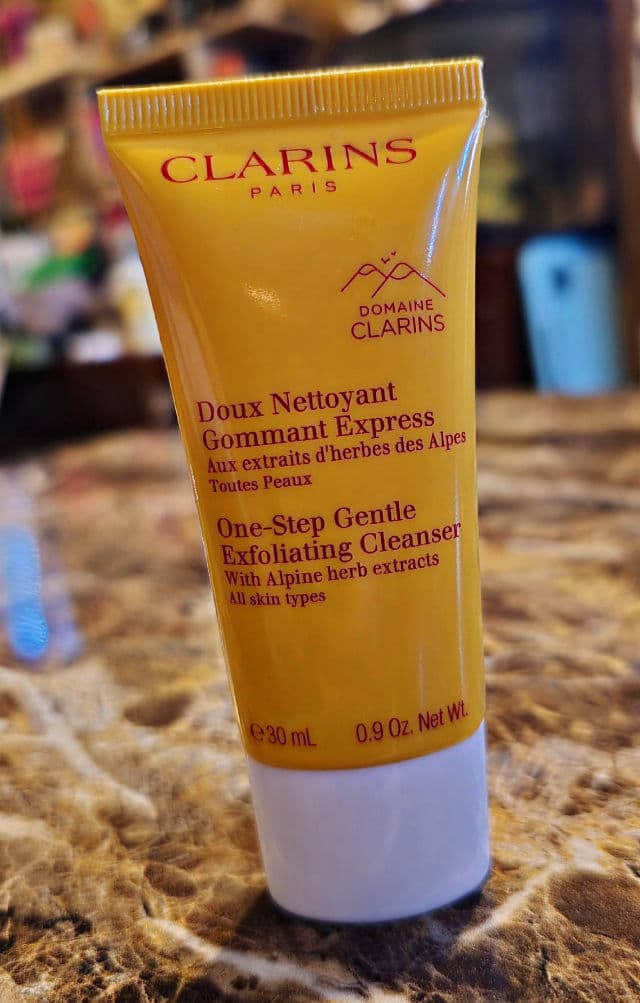 CLARINS
PARIS
DOMAINE
CLARINS
Doux Nettoyant
Gommant Express
Aux extraits d'herbes des Alpes
Toutes Peaux
One-Step Gentle
Exfoliating Cleanser
With Alpine herb extracts
All skin types
℮30 mL 0.9 Oz. Net Wt.